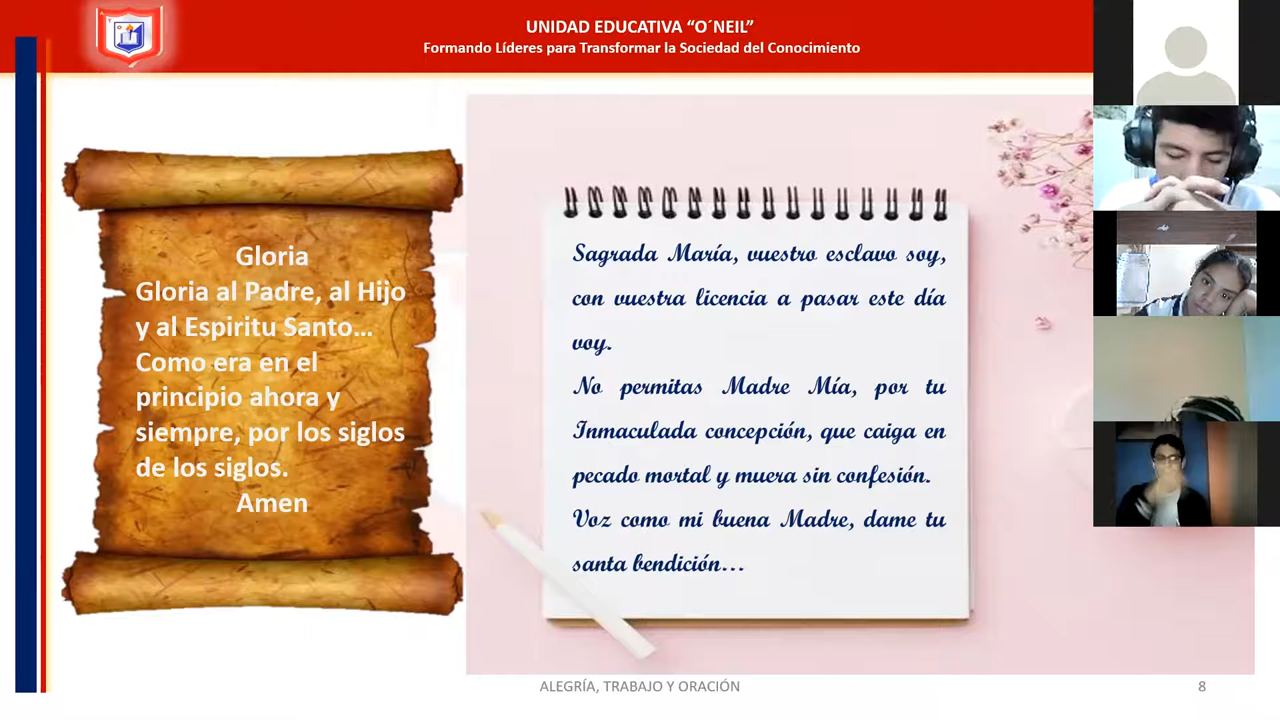 UNIDAD EDUCATIVA “O´NEIL”
Formando Líderes para Transformar la Sociedad del Conocimiento
Gloria
Gloria al Padre, al Hijo
y al Espiritu Santo...
Como era en el
principio ahora y
siempre, por los siglos
de los siglos.
Amen
Sagrada María, vuestro esclavo soy,
con vuestra licencia a pasar este día
voy.
No permitas Madre Mía, por tu
Inmaculada concepción, que caiga en
pecado mortal y muera sin confesión.
Voz como mi buena Madre, dame tu
santa bendición...
ALEGRÍA, TRABAJO Y ORACIÓN
8